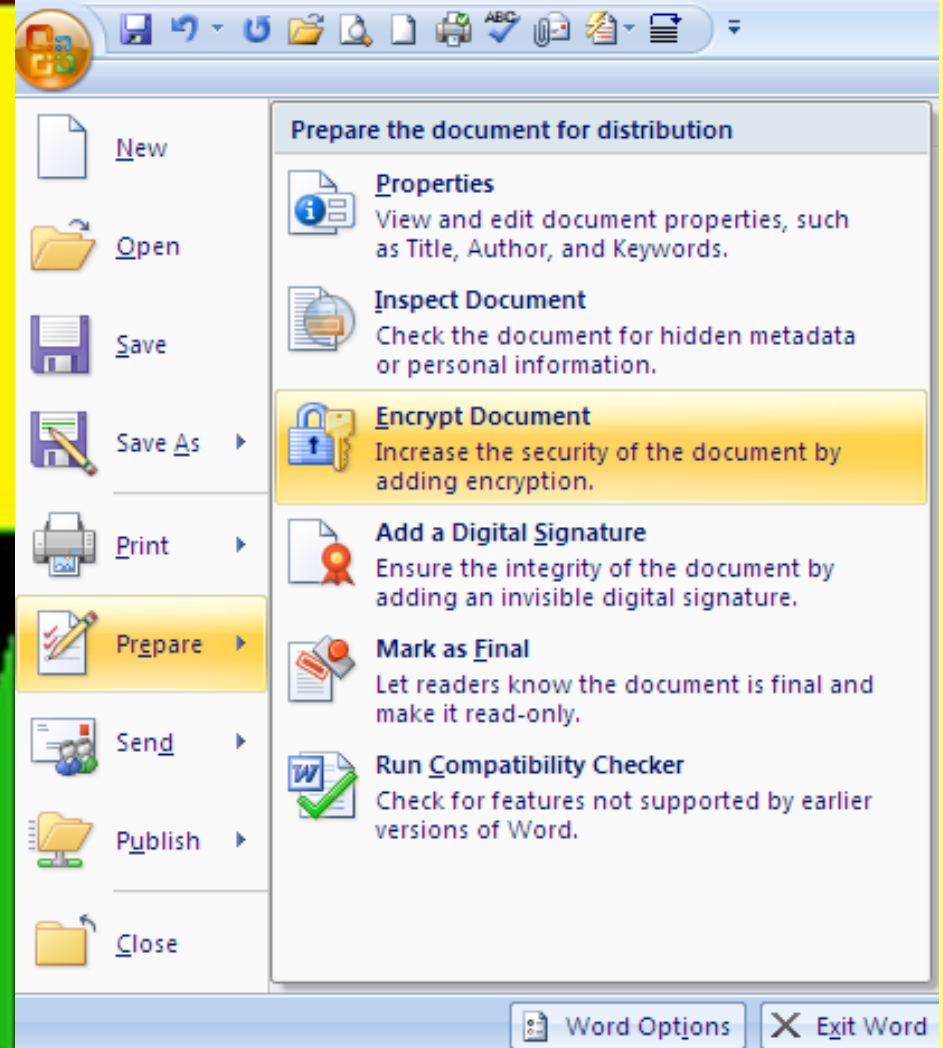 ABC
New
Open
Save
Save As
Print
Prepare
Send
Publish
Close
Prepare the document for distribution
Properties
View and edit document properties, such
as Title, Author, and Keywords.
Inspect Document
Check the document for hidden metadata
or personal information.
Encrypt Document
Increase the security of the document by
adding encryption.
Add a Digital Signature
Ensure the integrity of the document by
adding an invisible digital signature.
Mark as Final
Let readers know the document is final and
make it read-only.
W
Run Compatibility Checker
Check for features not supported by earlier
versions of Word.
Word Options
Exit Word